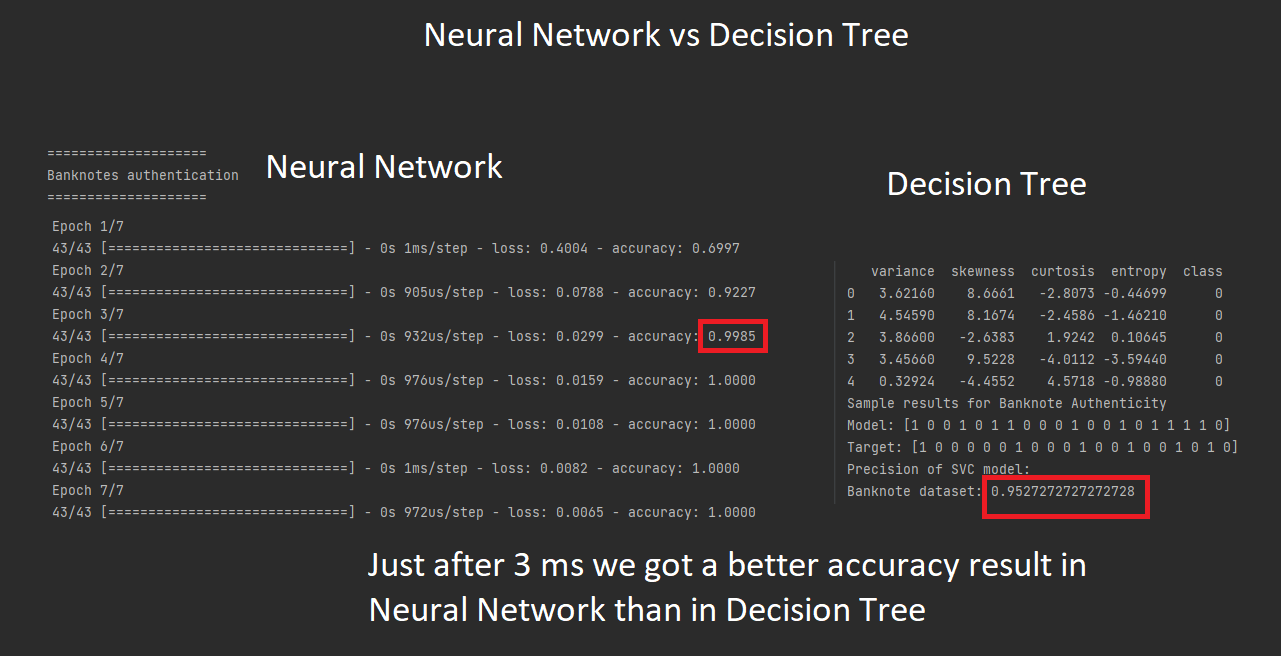 Neural Network vs Decision Tree
====================
Banknotes authentication
====================
Neural Network
Epoch 1/7
43/43 [==============================] - 0s 1ms/step - loss: 0.4004 - accuracy: 0.6997
Epoch 2/7
43/43 [==============================] - 0s 905us/step - loss: 0.0788 - accuracy: 0.9227
Epoch 3/7
43/43 [==============================] - 0s 932us/step - loss: 0.0299 - accuracy: 0.9985
Epoch 4/7
43/43 [==============================] - 0s 976us/step - loss: 0.0159 - accuracy: 1.0000
Epoch 5/7
43/43 [==============================] - 0s 976us/step - loss: 0.0108 - accuracy: 1.0000
Epoch 6/7
43/43 [==============================] - 0s 1ms/step - loss: 0.0082 - accuracy: 1.0000
Epoch 7/7
43/43 [==============================] - 0s 972us/step - loss: 0.0065 - accuracy: 1.0000
Decision Tree
variance skewness curtosis entropy class
0 3.62160 8.6661 -2.8073 -0.44699 0
1 4.54590 8.1674 -2.4586 -1.46210 0
2 3.86600 -2.6383 1.9242 0.10645 0
3 3.45660 9.5228 -4.0112 -3.59440 0
4 0.32924 -4.4552 4.5718 -0.98880 0
Sample results for Banknote Authenticity
Model: [1 0 0 1 0 1 1 0 0 0 1 0 0 1 0 1 1 1 1 0]
Target: [1 0 0 0 0 0 1 0 0 0 1 0 0 1 0 0 1 0 1 0]
Precision of SVC model:
Banknote dataset: 0.9527272727272728
Just after 3 ms we got a better accuracy result in
Neural Network than in Decision Tree